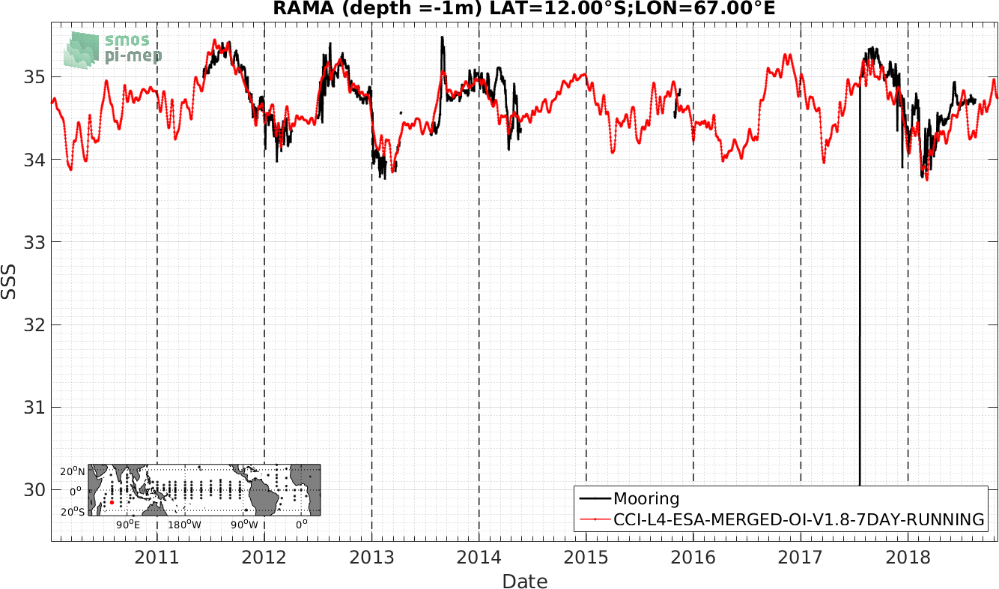 RAMA (depth =-1m) LAT=12.00°S;LON=67.00°E
smos
pi-mep
35
34
33
32
31
30
SSS
20°N
0°
20°S
90°E 180°W 90°W 0°
Mooring
CCI-L4-ESA-MERGED-OI-V1.8-7DAY-RUNNING
2011 2012 2013 2014 2015 2016 2017 2018
Date